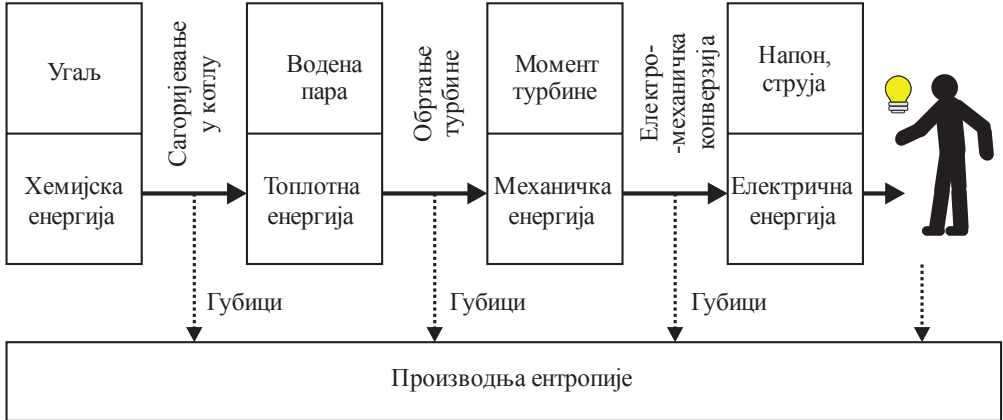 Угаљ
Сагоријевање
у котлу
Водена
пара
Обртање
турбине
Момент
турбине
Електро-
-механичка
конверзија
Напон,
струја
Хемијска
енергија
Топлотна
енергија
Механичка
енергија
Електрична
енергија
Губици
Губици
Губици
Производња ентропије